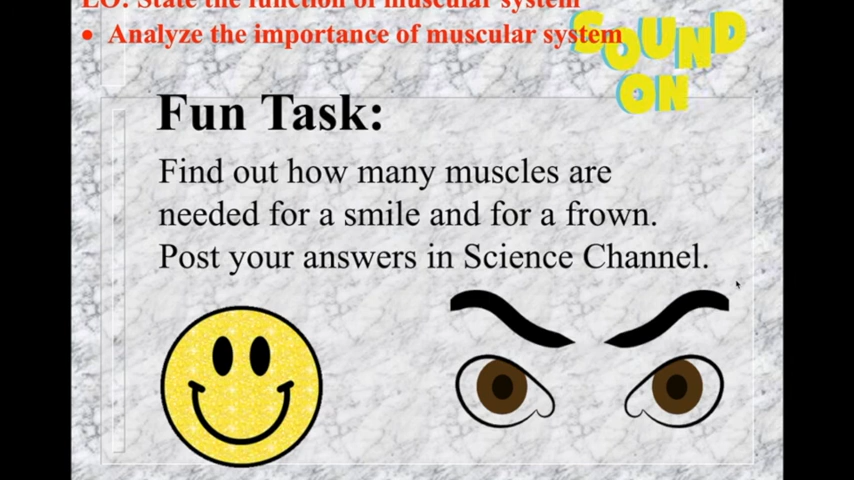 LO: State the function of muscular system
• Analyze the importance of muscular system
SOUND
ON
Fun Task:
Find out how many muscles are
needed for a smile and for a frown.
Post your answers in Science Channel.